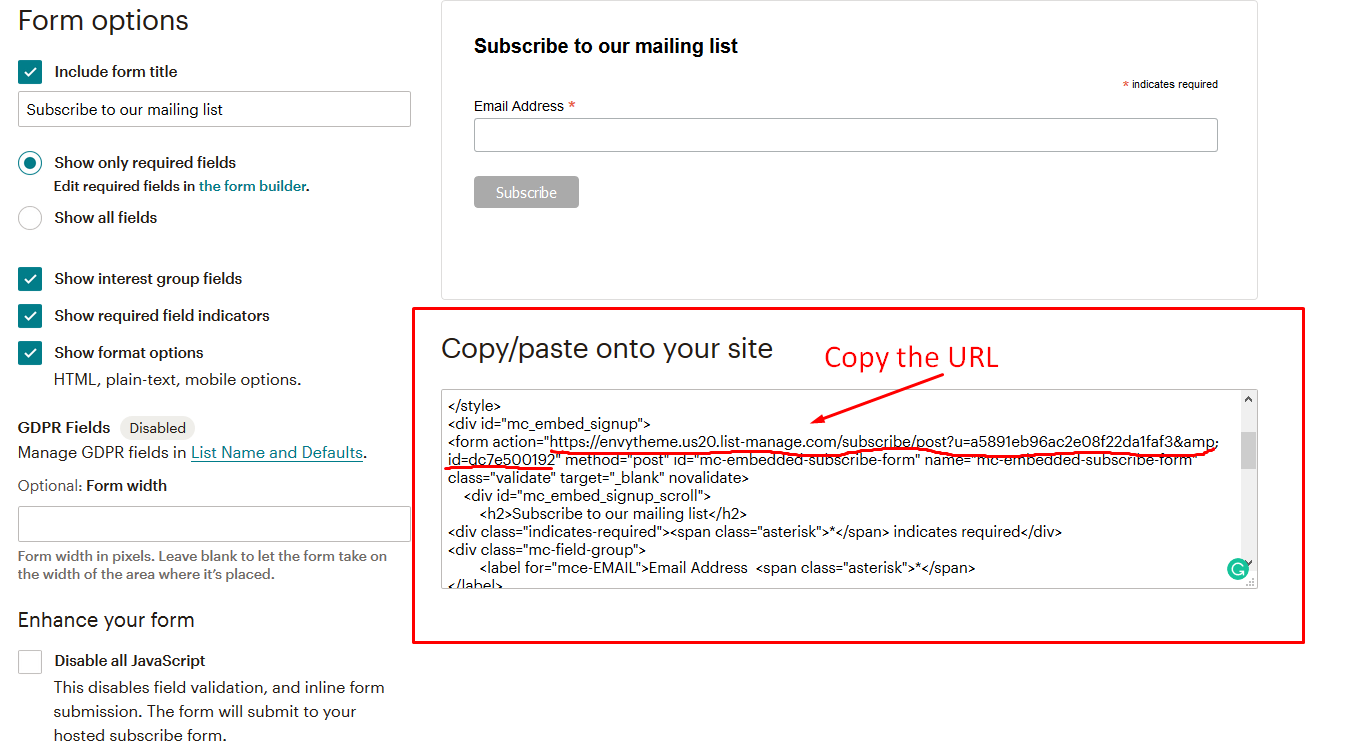 Form options
Include form title
Subscribe to our mailing list
Show only required fields
Edit required fields in the form builder.
Show all fields
Show interest group fields
Show required field indicators
Show format options
HTML, plain-text, mobile options.
GDPR Fields Disabled
Manage GDPR fields in List Name and Defaults.
Optional: Form width
Form width in pixels. Leave blank to let the form take on
the width of the area where it's placed.
Enhance your form
Disable all JavaScript
This disables field validation, and inline form
submission. The form will submit to your
hosted subscribe form.
Subscribe to our mailing list
* indicates required
Email Address *
Subscribe
Copy/paste onto your site
Copy the URL
</style>
<div id="mc_embed_signup">
<form action="https://envytheme.us20.list-manage.com/subscribe/post?u=a5891eb96ac2e08f22da1faf3&amp;
id=dc7e500192" method="post" id="mc-embedded-subscribe-form" name="mc-embedded-subscribe-form"
class="validate" target="_blank" novalidate>
<div id="mc_embed_signup_scroll">
<h2>Subscribe to our mailing list</h2>
<div class="indicates-required"><span class="asterisk">*</span> indicates required</div>
<div class="mc-field-group">
<label for="mce-EMAIL">Email Address <span class="asterisk">*</span>
</label>